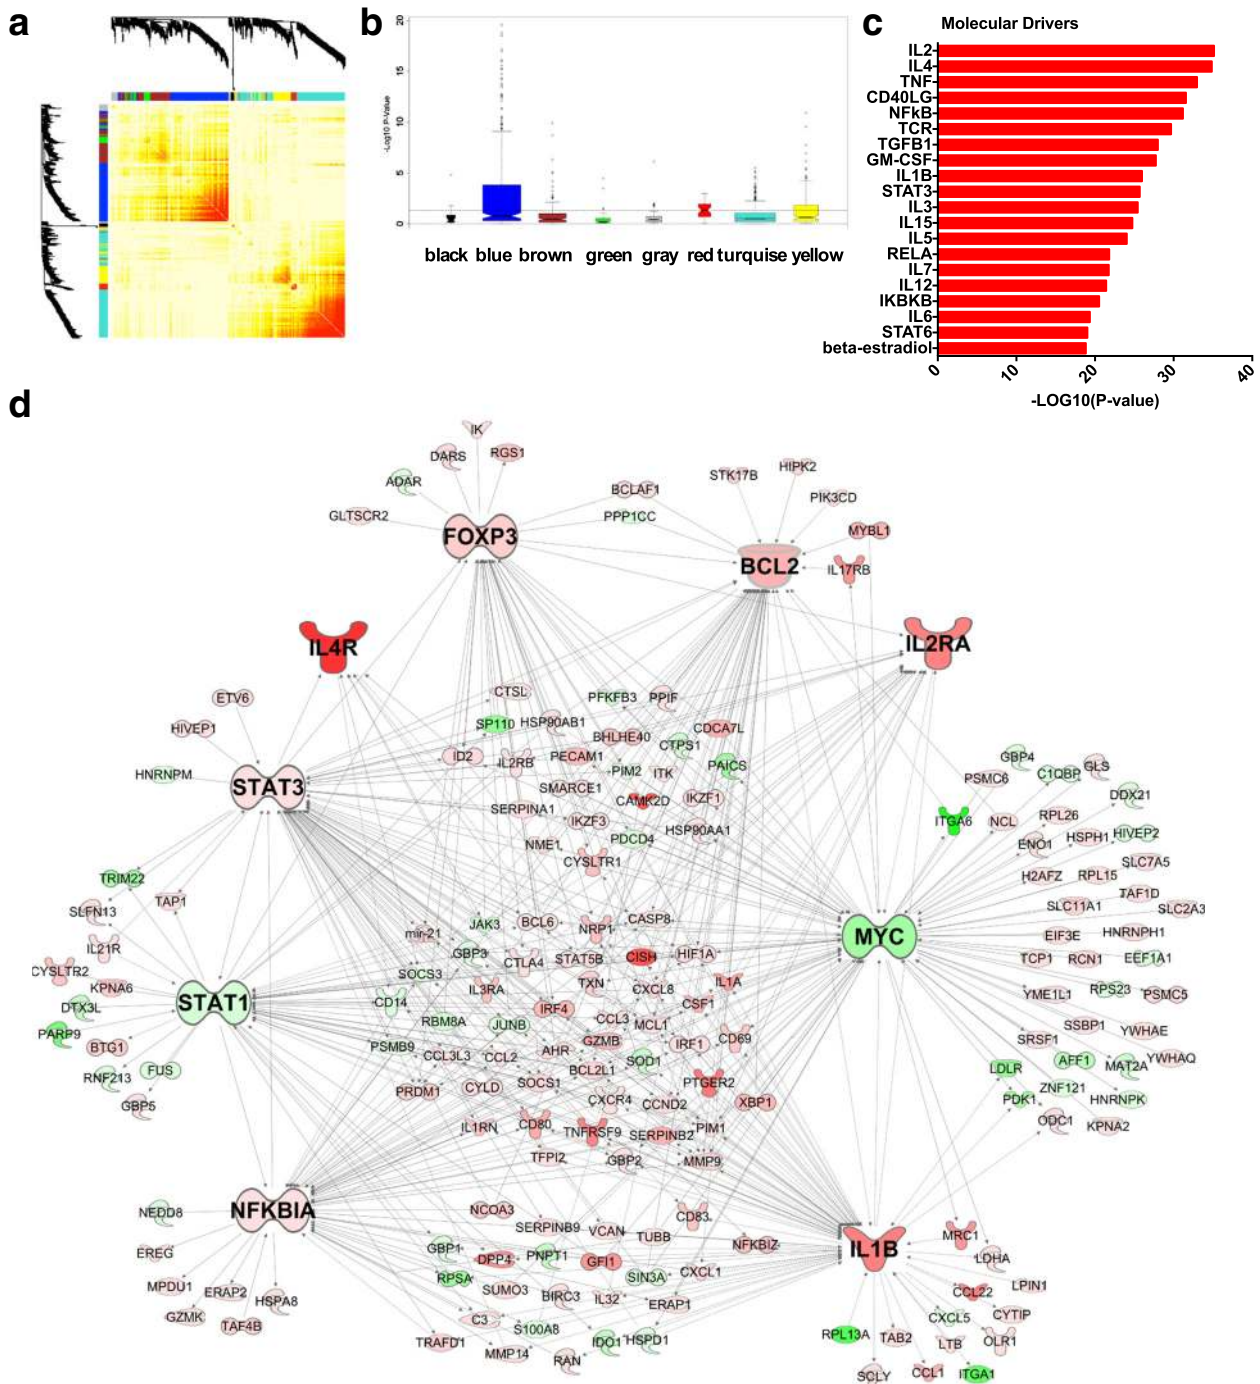 a
b
-Log10 P-Value
20
15
10
5
0
black blue brown green gray red turquise yellow
c
Molecular Drivers
IL2
IL4
TNF
CD40LG
NFkB
TCR
TGFB1
GM-CSF
IL1B
STAT3
IL3
IL15
IL5
RELA
IL7
IL12
IKBKB
IL6
STAT6
beta-estradiol
0 10 20 30 40
-LOG10(P-value)
d
IK
DARS
RGS1
ADAR
GLTSCR2
FOXP3
BCLAF1
PPP1CC
STK17B
HIPK2
PIK3CD
MYBL1
BCL2
IL17RB
IL4R
IL2RA
ETV6
HIVEP1
HNRNPM
STAT3
CTSL
PFKFB3
PPIF
SP110
HSP90AB1
BHLHE40
CDCA7L
CTPS1
ID2
IL2RB
PECAM1
PIM2
ITK
PAICS
SMARCE1
CAMK2D
IKZF1
SERPINA1
IKZF3
PDCD4
HSP90AA1
NME1
CYSLTR1
GBP4
PSMC6
C1QBP
GLS
DDX21
ITGA6
NCL
RPL26
ENO1
HSPH1
HIVEP2
H2AFZ
RPL15
SLC7A5
TAF1D
SLC11A1
SLC2A3
MYC
EIF3E
HNRNPH1
TCP1
RCN1
EEF1A1
YME1L1
RPS23
PSMC5
SSBP1
SRSF1
YWHAE
YWHAQ
AFF1
MAT2A
LDLR
ZNF121
PDK1
HNRNPK
ODC1
KPNA2
TRIM22
SLFN13
TAP1
IL21R
CYSLTR2
KPNA6
DTX3L
STAT1
PARP9
BTG1
RNF213
FUS
GBP5
mir-21
JAK3
BCL6
NRP1
CASP8
GBP3
CTLA4
STAT5B
CISH
HIF1A
SOCS3
IL3RA
TXN
CXCL8
IL1A
CD14
IRF4
CSF1
RBM8A
JUNB
CCL3
MCL1
GZMB
CD69
PSMB9
CCL3L3
CCL2
AHR
SOD1
IRF1
BCL2L1
PTGER2
PRDM1
CYLD
SOCS1
CXCR4
CCND2
XBP1
IL1RN
CD80
TNFRSF9
SERPINB2
PIM1
TFPI2
GBP2
MMP9
NEDD8
NFKBIA
EREG
MPDU1
ERAP2
HSPA8
GZMK
TAF4B
NCOA3
SERPINB9
VCAN
CD83
TUBB
NFKBIZ
GBP1
DPP4
PNPT1
GFI1
RPSA
SIN3A
CXCL1
SUMO3
BIRC3
IL32
ERAP1
C3
S100A8
IDO1
HSPD1
TRAFD1
MMP14
RAN
IL1B
MRC1
LDHA
LPIN1
CCL22
CXCL5
CYTIP
RPL13A
TAB2
LTB
OLR1
SCLY
CCL1
ITGA1